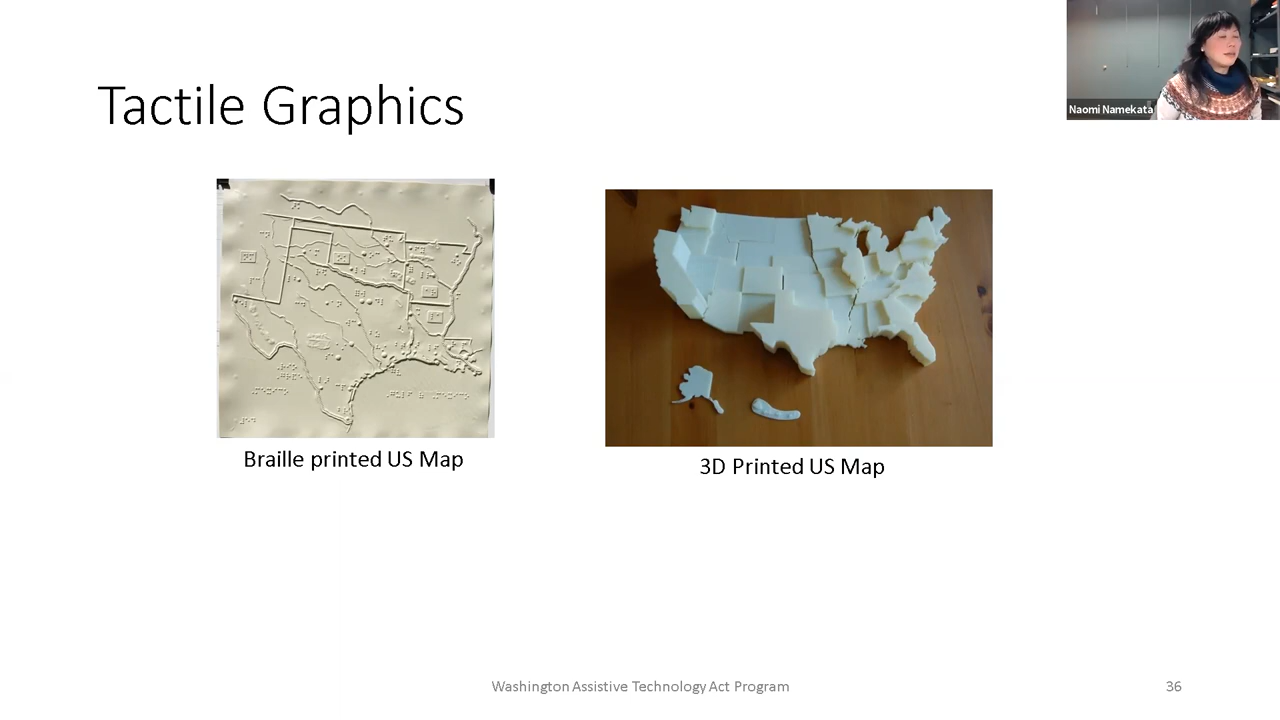 Tactile Graphics
Naomi Namekata
Braille printed US Map
3D Printed US Map
Washington Assistive Technology Act Program
36